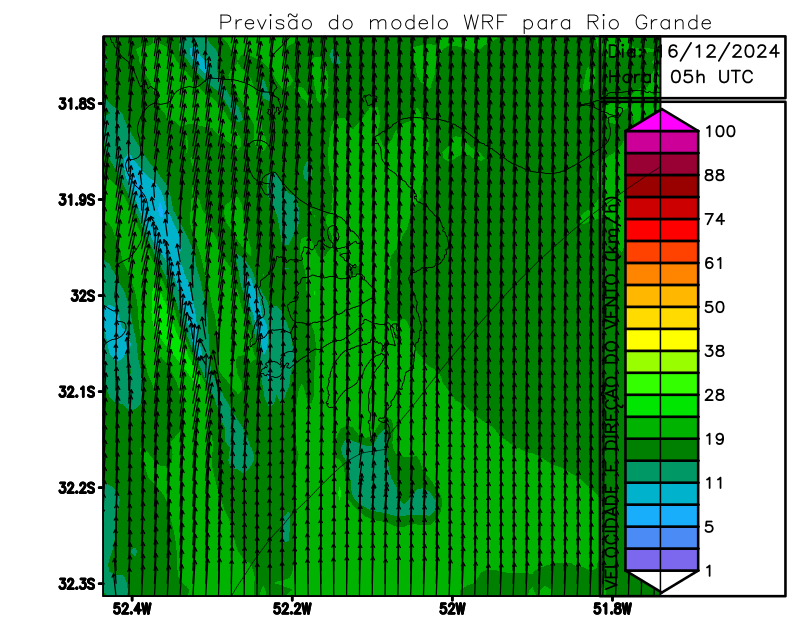 Previsão do modelo WRF para Rio Grande
Dia: 6/12/2024
Hora: 05h UTC
31.8S
31.9S
32S
32.1S
32.2S
32.3S
52.4W
52.2W
52W
51.8W
VELOCIDADE E DIREÇÃO DO VENTO (km/h)
100
88
74
61
50
38
28
19
11
5
1